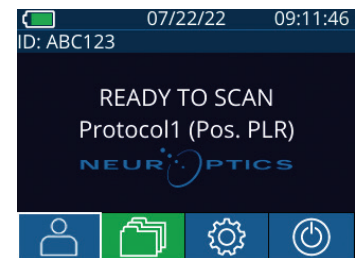 07/22/22 09:11:46
ID: ABC123
READY TO SCAN
Protocol1 (Pos. PLR)
NEUROPTICS